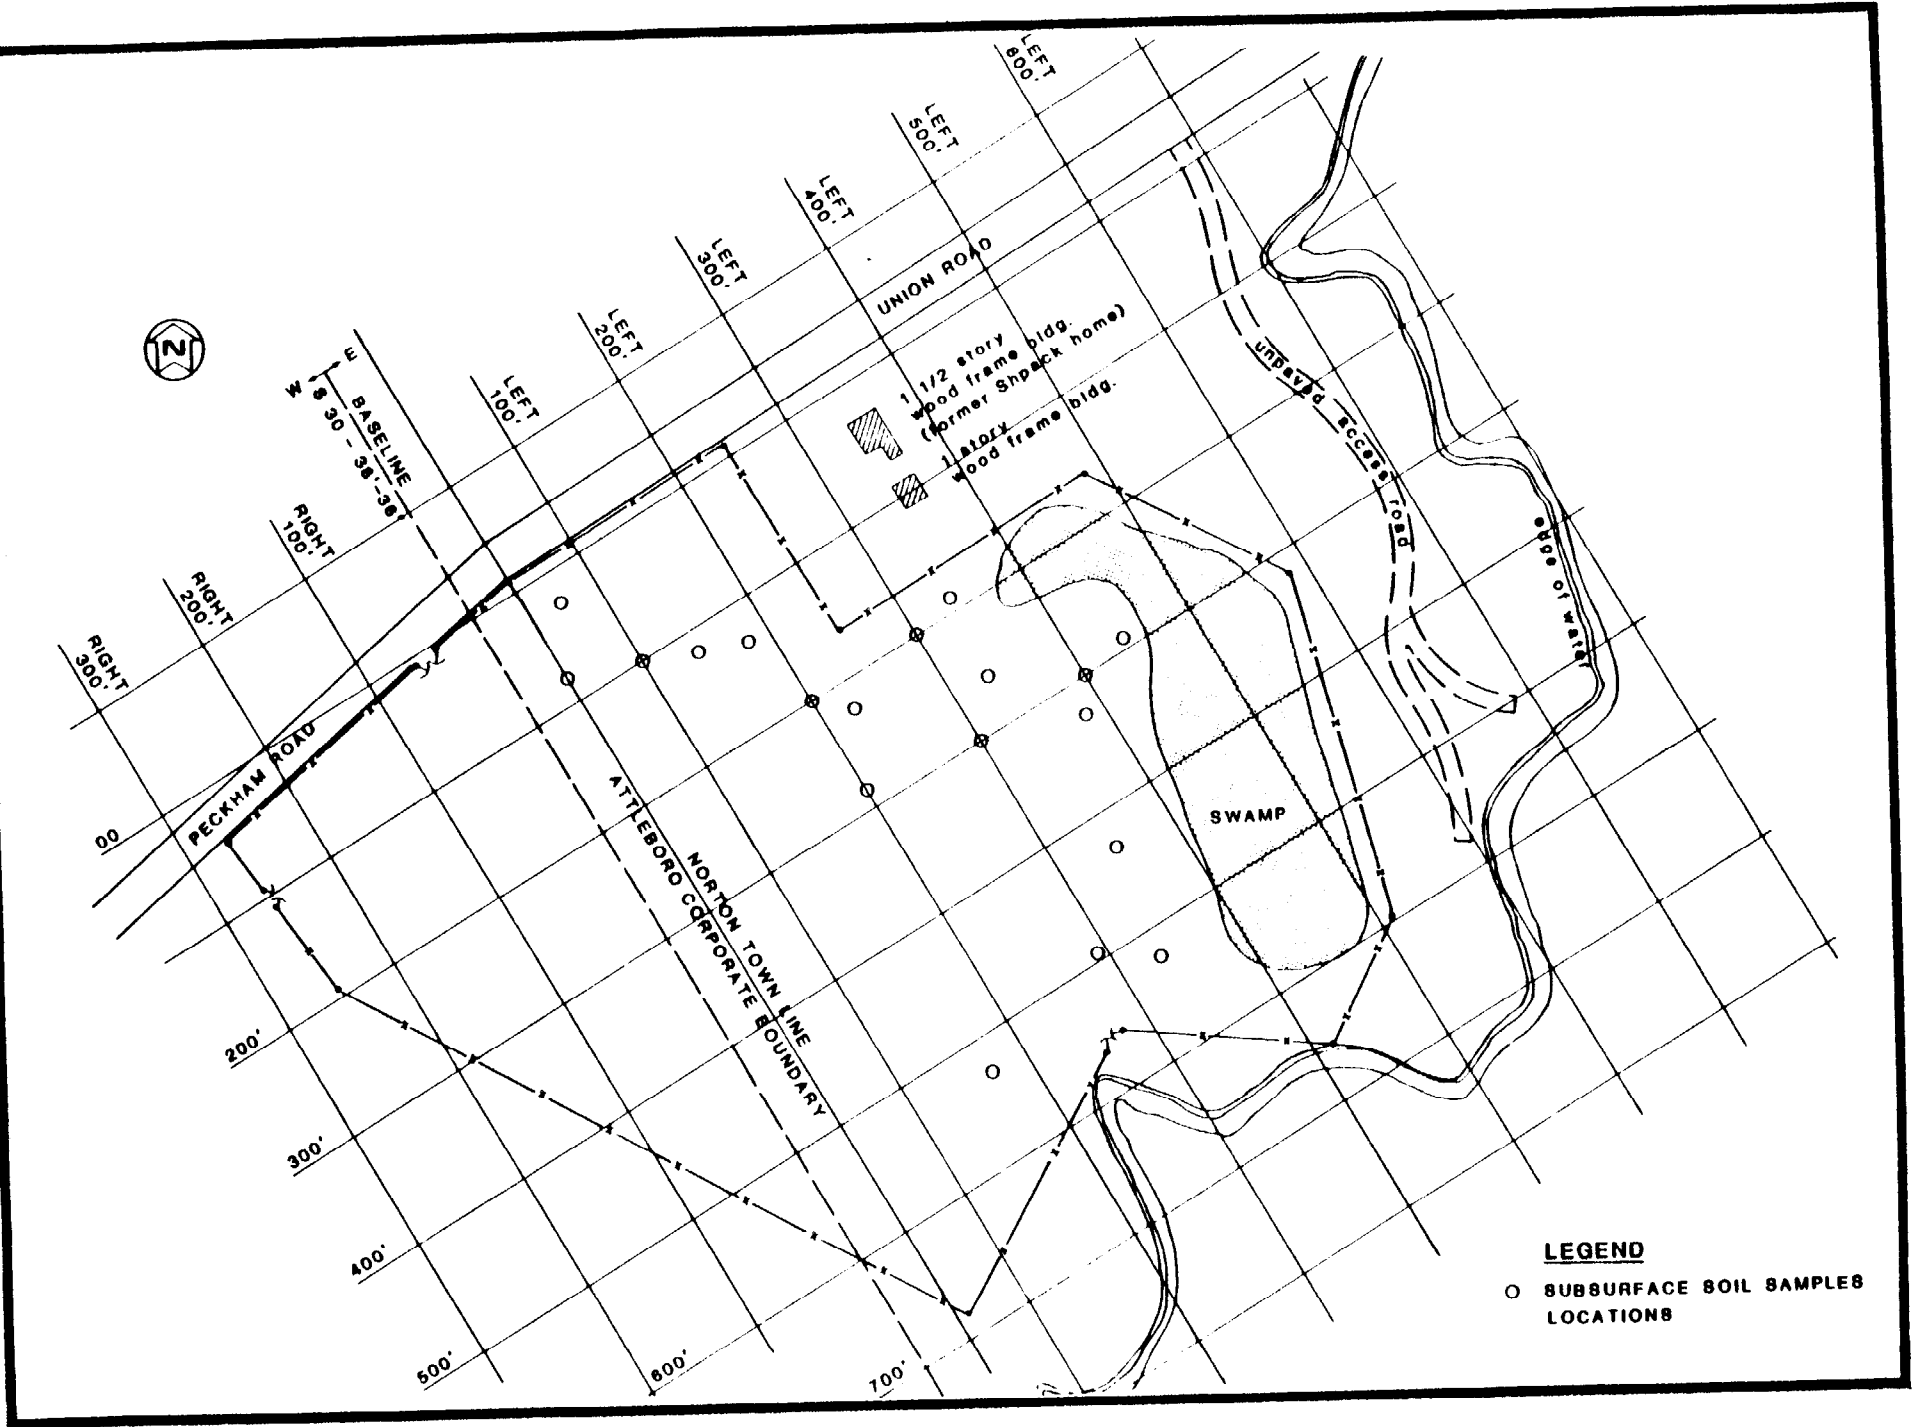 LEFT
600'
LEFT
500'
LEFT
400'
LEFT
300'
LEFT
200'
LEFT
100'
UNION ROAD
N
W E
S 30 - 38' - 36"
BASELINE
RIGHT
100'
RIGHT
200'
RIGHT
300'
1 1/2 story
wood frame bldg.
(former Shpack home)
1 story
wood frame bldg.
unpaved access road
edge of water
PECKHAM ROAD
00
SWAMP
NORTON TOWN LINE
ATTLEBORO CORPORATE BOUNDARY
200'
300'
400'
500'
600'
700'
LEGEND
O SUBSURFACE SOIL SAMPLES
LOCATIONS